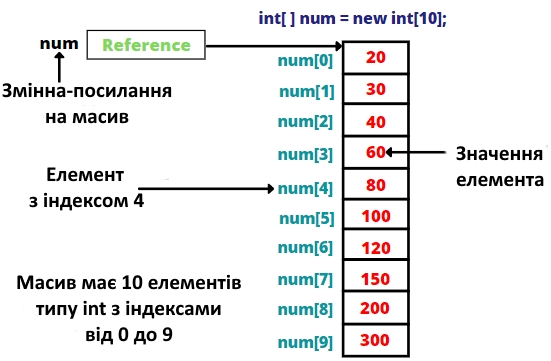 int[ ] num = new int[10];
num
Reference
Змінна-посилання
на масив
num[0] 20
num[1] 30
num[2] 40
num[3] 60
Значення
елемента
Елемент
з індексом 4
num[4] 80
num[5] 100
num[6] 120
num[7] 150
num[8] 200
num[9] 300
Масив має 10 елементів
типу int з індексами
від 0 до 9